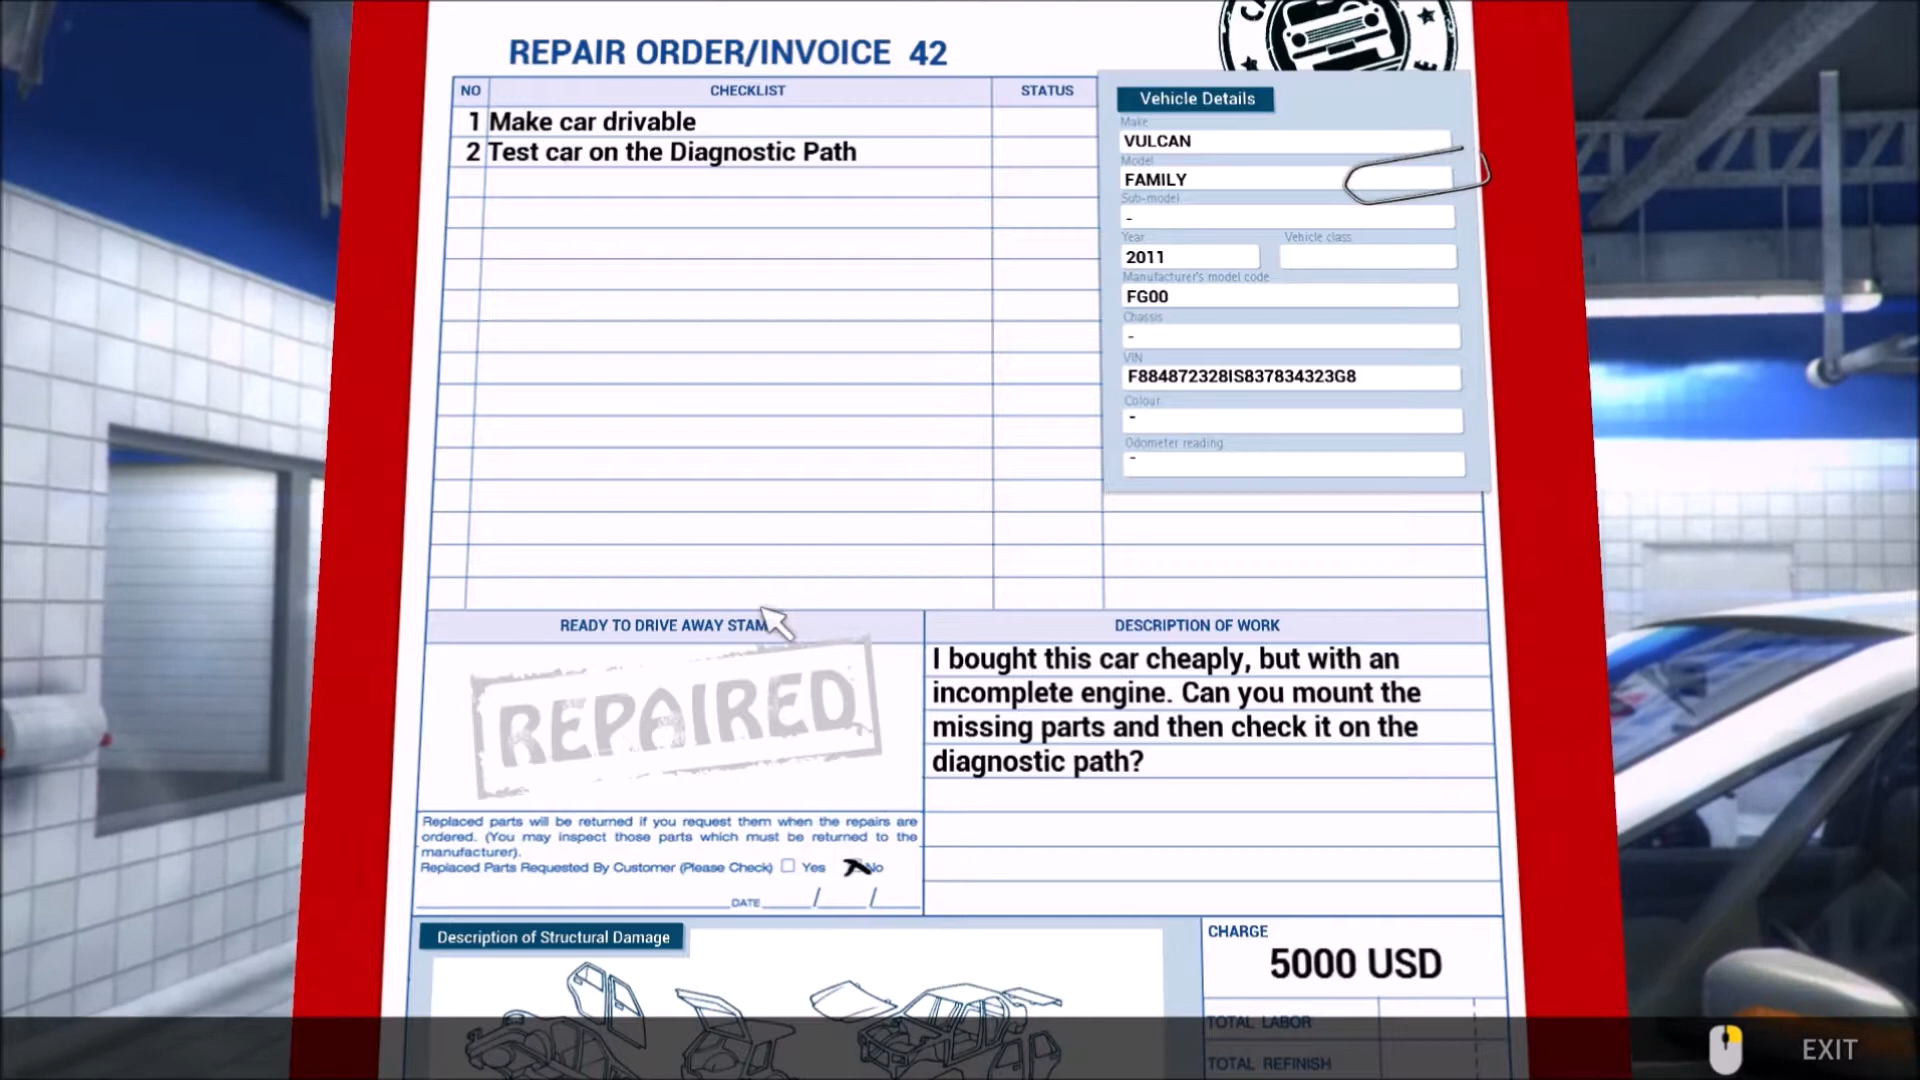 REPAIR ORDER/INVOICE 42
NO CHECKLIST STATUS
1 Make car drivable
2 Test car on the Diagnostic Path
Vehicle Details
Make
VULCAN
Model
FAMILY
Sub-model
-
Year Vehicle class
2011
Manufacturer's model code
FG00
Chassis
-
VIN
F884872328IS837834323G8
Colour
-
Odometer reading
-
READY TO DRIVE AWAY STAM
REPAIRED
Replaced parts will be returned if you request them when the repairs are
ordered. (You may inspect those parts which must be returned to the
manufacturer).
Replaced Parts Requested By Customer (Please Check) Yes No
DATE / /
DESCRIPTION OF WORK
I bought this car cheaply, but with an
incomplete engine. Can you mount the
missing parts and then check it on the
diagnostic path?
Description of Structural Damage
CHARGE
5000 USD
TOTAL LABOR
TOTAL REFINISH
EXIT